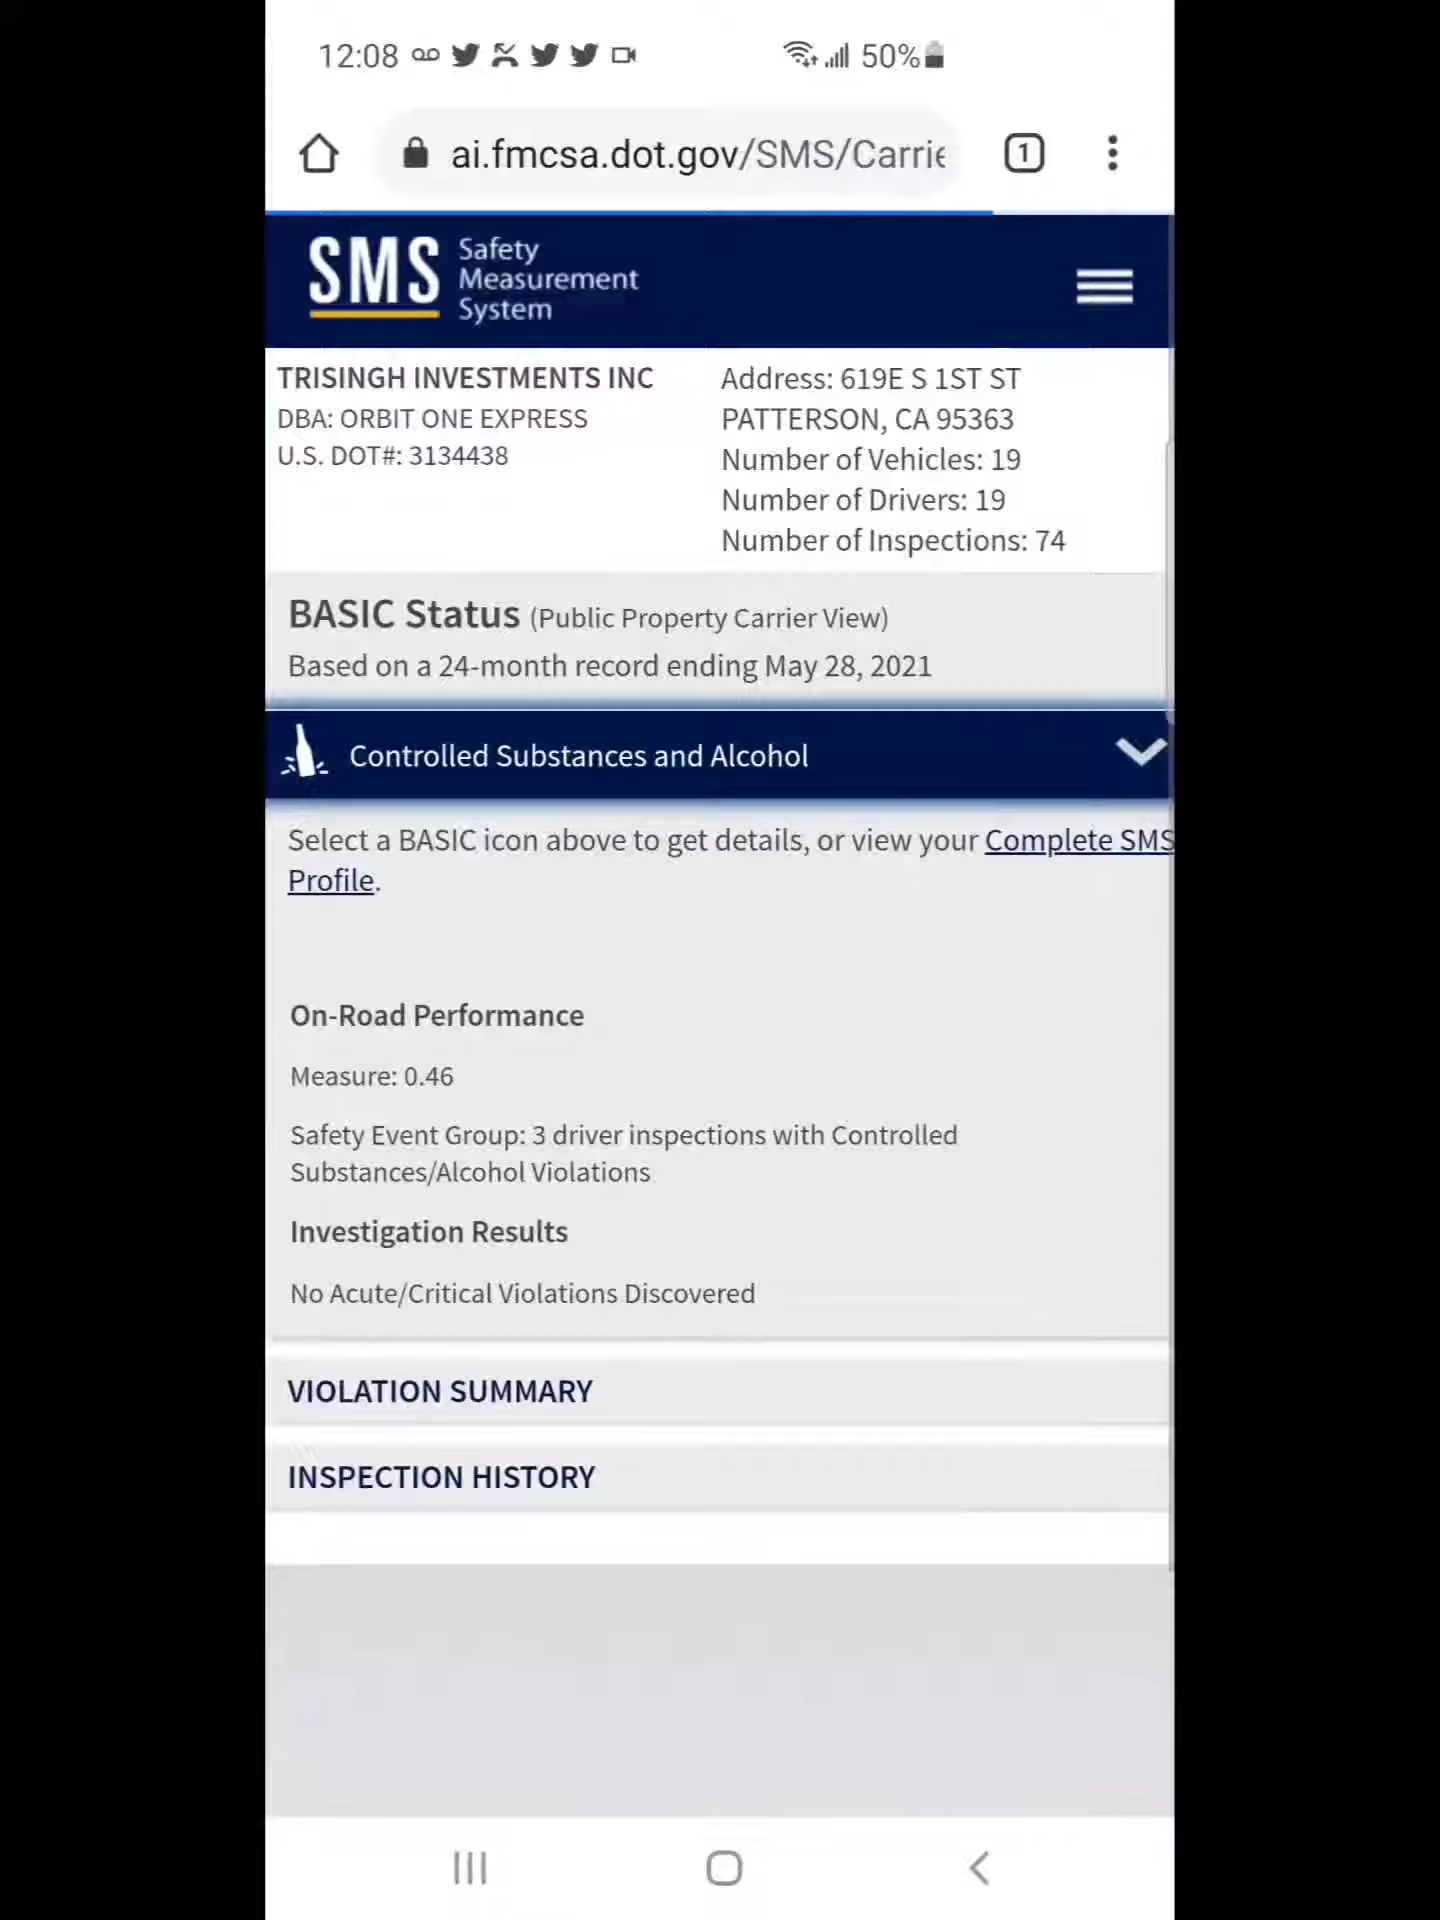 12:08 50%
ai.fmcsa.dot.gov/SMS/Carrie 1
SMS Safety
Measurement
System
TRISINGH INVESTMENTS INC
DBA: ORBIT ONE EXPRESS
U.S. DOT#: 3134438
Address: 619E S 1ST ST
PATTERSON, CA 95363
Number of Vehicles: 19
Number of Drivers: 19
Number of Inspections: 74
BASIC Status (Public Property Carrier View)
Based on a 24-month record ending May 28, 2021
Controlled Substances and Alcohol
Select a BASIC icon above to get details, or view your Complete SMS
Profile.
On-Road Performance
Measure: 0.46
Safety Event Group: 3 driver inspections with Controlled
Substances/Alcohol Violations
Investigation Results
No Acute/Critical Violations Discovered
VIOLATION SUMMARY
INSPECTION HISTORY